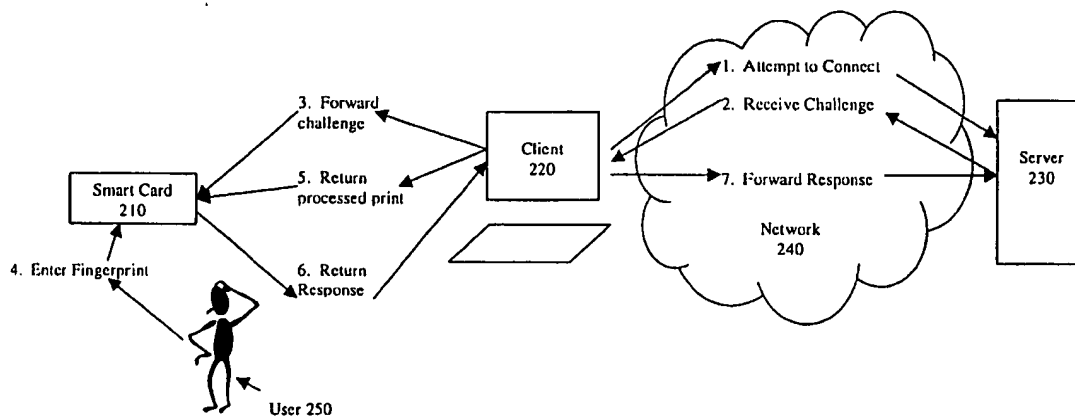 1. Attempt to Connect
3. Forward
challenge
2. Receive Challenge
Client
220
Server
230
5. Return
processed print
7. Forward Response
Smart Card
210
Network
240
4. Enter Fingerprint
6. Return
Response
User 250